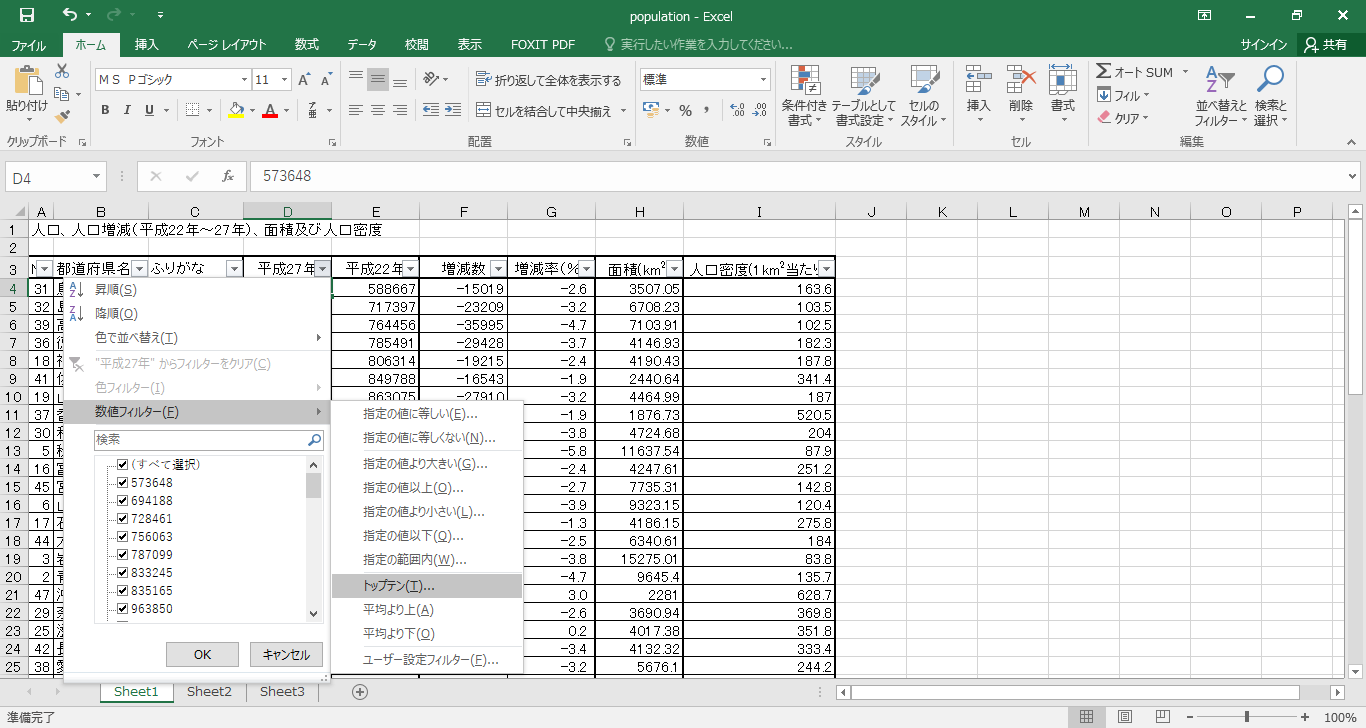 population - Excel
ファイル ホーム 挿入 ページ レイアウト 数式 データ 校閲 表示 FOXIT PDF 実行したい作業を入力してください... サインイン 共有
貼り付け
クリップボード
ＭＳ Ｐゴシック 11
B I U
フォント
折り返して全体を表示する
セルを結合して中央揃え
配置
標準
%
数値
条件付き書式 テーブルとして書式設定 セルのスタイル
スタイル
挿入 削除 書式
セル
オート SUM
フィル
クリア
並べ替えとフィルター 検索と選択
編集
D4 fx 573648
A B C D E F G H I J K L M N O P
1 人口、人口増減(平成22年～27年)、面積及び人口密度
2
3 都道府県名 ふりがな 平成27年 平成22年 増減数 増減率(% 面積(km² 人口密度(1km²当たり
4 31 588667 -15019 -2.6 3507.05 163.6
5 32 717397 -23209 -3.2 6708.23 103.5
6 39 764456 -35995 -4.7 7103.91 102.5
7 36 785491 -29428 -3.7 4146.93 182.3
8 18 806314 -19215 -2.4 4190.43 187.8
9 41 849788 -16543 -1.9 2440.64 341.4
10 19 863075 -27910 -3.2 4464.99 187
11 37 -1.9 1876.73 520.5
12 30 -3.8 4724.68 204
13 5 -5.8 11637.54 87.9
14 16 -2.4 4247.61 251.2
15 45 -2.7 7735.31 142.8
16 6 -3.9 9323.15 120.4
17 17 -1.3 4186.15 275.8
18 44 -2.5 6340.61 184
19 3 -3.8 15275.01 83.8
20 2 -4.7 9645.4 135.7
21 47 3.0 2281 628.7
22 29 -2.6 3690.94 369.8
23 25 0.2 4017.38 351.8
24 42 -3.4 4132.32 333.4
25 38 -3.2 5676.1 244.2
昇順(S)
降順(O)
色で並べ替え(T)
"平成27年" からフィルターをクリア(C)
色フィルター(I)
数値フィルター(F)
検索
(すべて選択)
573648
694188
728461
756063
787099
833245
835165
963850
OK キャンセル
指定の値に等しい(E)...
指定の値に等しくない(N)...
指定の値より大きい(G)...
指定の値以上(O)...
指定の値より小さい(L)...
指定の値以下(Q)...
指定の範囲内(W)...
トップテン(T)...
平均より上(A)
平均より下(O)
ユーザー設定フィルター(F)...
Sheet1 Sheet2 Sheet3
準備完了 100%